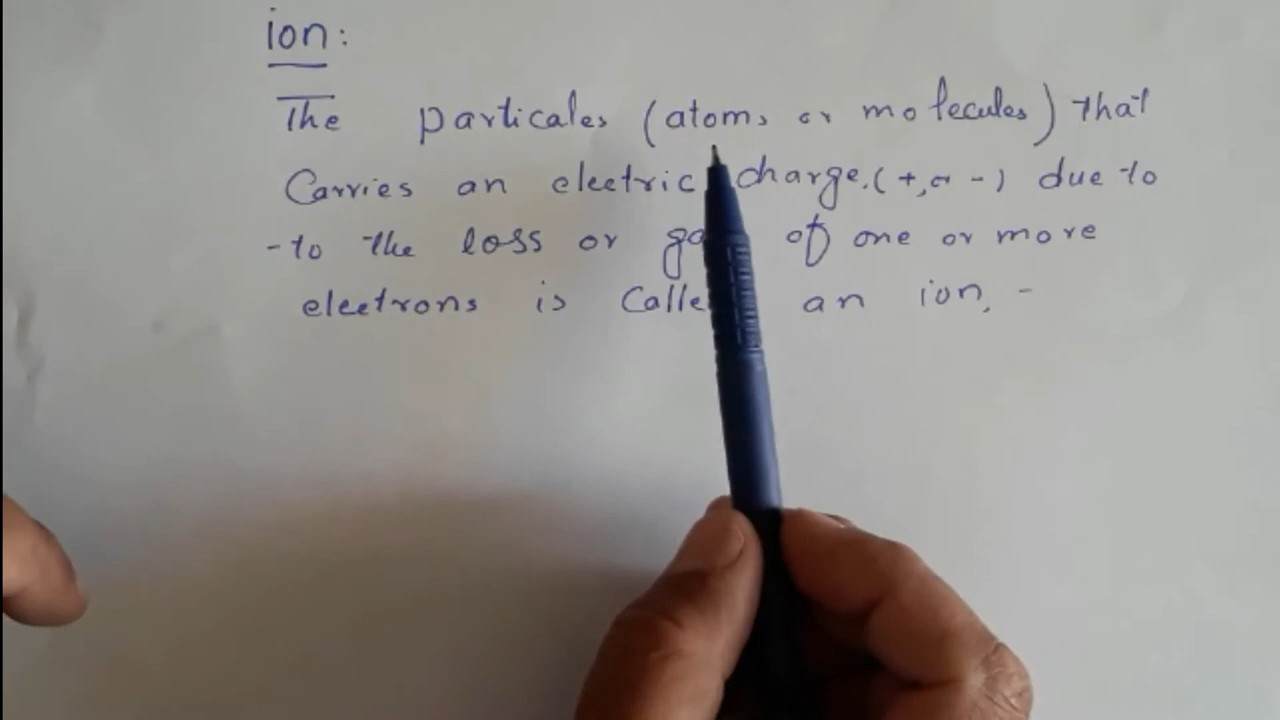 ion:
The particales (atoms or molecules) that
Carries an electric charge.(+, or -) due to
-to the loss or of one or more
electrons is an ion, -